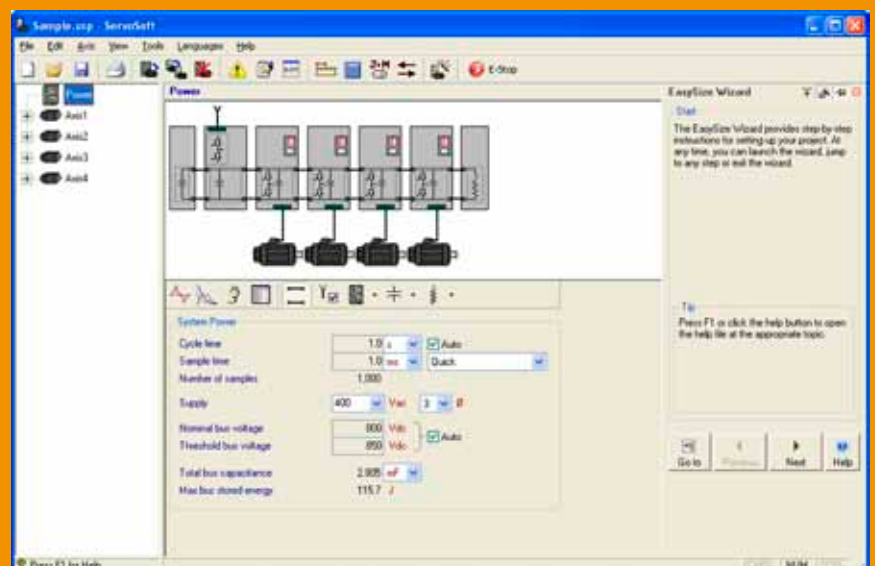 Sample.ssp - ServoSoft
File Edit Axis View Tools Languages Help
E-Stop
Power
Axis1
Axis2
Axis3
Axis4
Power
System Power
Cycle time 1.0 s Auto
Sample time 1.0 ms Quick
Number of samples 1,000
Supply 400 Vac 3 Ø
Nominal bus voltage 800 Vdc
Threshold bus voltage 850 Vdc
Auto
Total bus capacitance 2.905 mF
Max bus stored energy 115.7 J
EasySize Wizard
Start
The EasySize Wizard provides step-by-step
instructions for setting up your project. At
any time, you can launch the wizard, jump
to any step or exit the wizard.
Tip
Press F1 or click the help button to open
the help file at the appropriate topic.
Go to Previous Next Help
Press F1 for Help
NUM